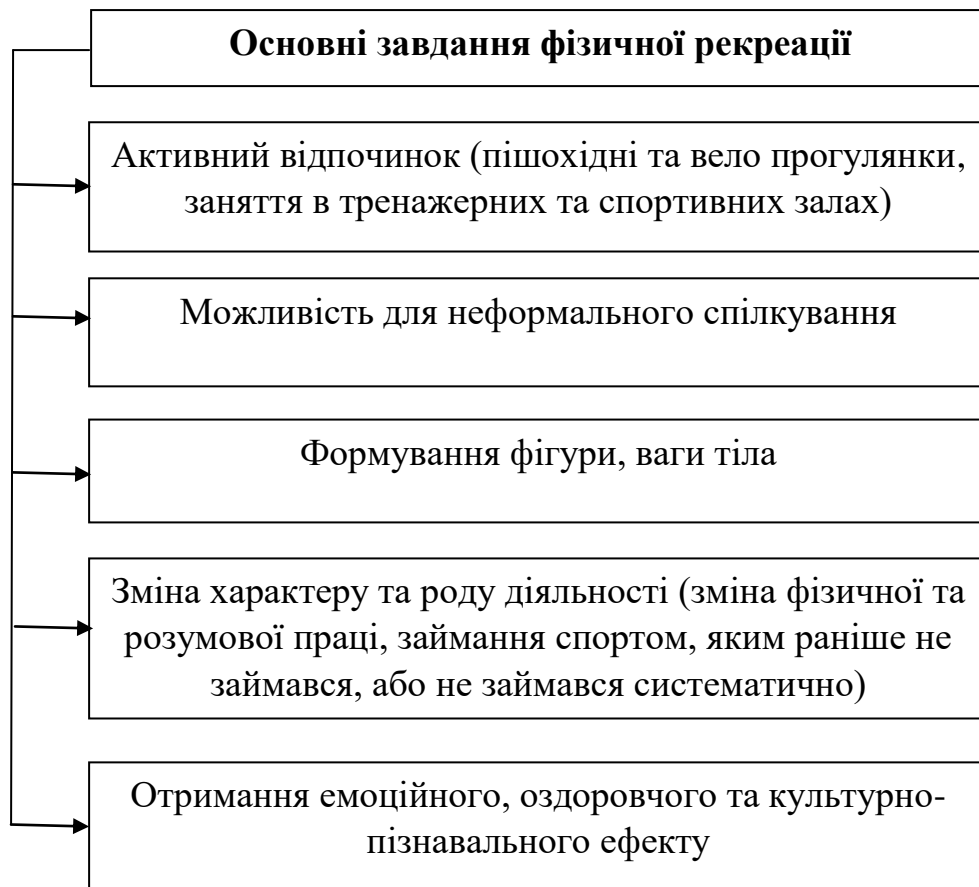 Основні завдання фізичної рекреації
Активний відпочинок (пішохідні та вело прогулянки,
заняття в тренажерних та спортивних залах)
Можливість для неформального спілкування
Формування фігури, ваги тіла
Зміна характеру та роду діяльності (зміна фізичної та
розумової праці, займання спортом, яким раніше не
займався, або не займався систематично)
Отримання емоційного, оздоровчого та культурно-
пізнавального ефекту